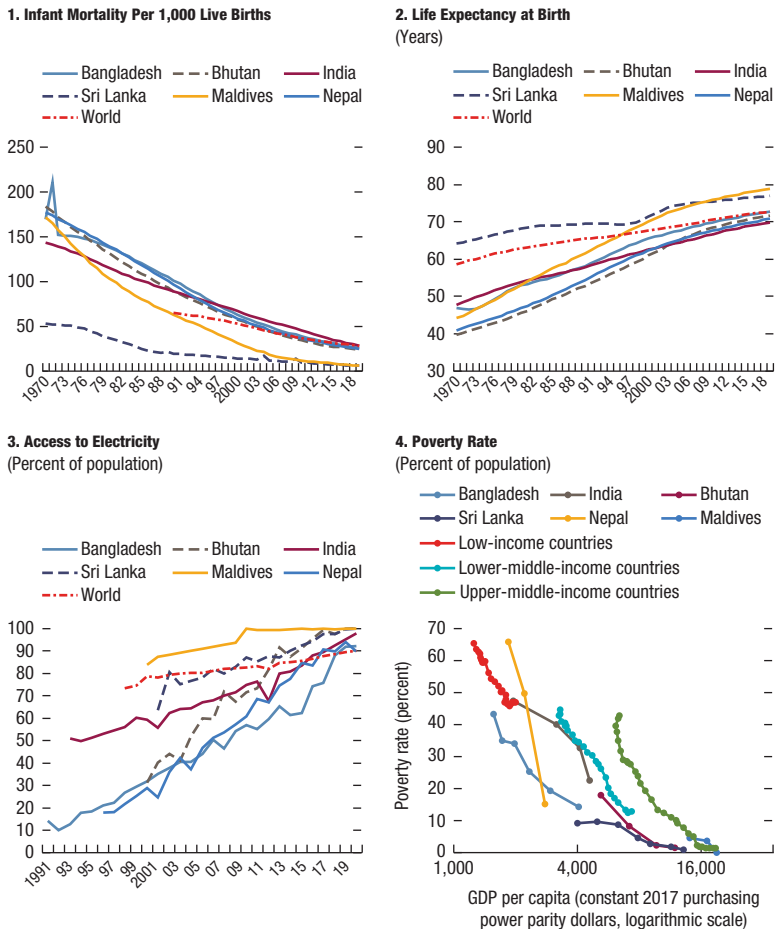 1. Infant Mortality Per 1,000 Live Births
Bangladesh Bhutan India
Sri Lanka Maldives Nepal
World
250
200
150
100
50
0
1970 73 76 79 82 85 88 91 94 97 2000 03 06 09 12 15 18
2. Life Expectancy at Birth
(Years)
Bangladesh Bhutan India
Sri Lanka Maldives Nepal
World
90
80
70
60
50
40
30
1970 73 76 79 82 85 88 91 94 97 2000 03 06 09 12 15 18
3. Access to Electricity
(Percent of population)
Bangladesh Bhutan India
Sri Lanka Maldives Nepal
World
100
90
80
70
60
50
40
30
20
10
0
1991 93 95 97 99 2001 03 05 07 09 11 13 15 17 19
4. Poverty Rate
(Percent of population)
Bangladesh India Bhutan
Sri Lanka Nepal Maldives
Low-income countries
Lower-middle-income countries
Upper-middle-income countries
Poverty rate (percent)
70
60
50
40
30
20
10
0
1,000 4,000 16,000
GDP per capita (constant 2017 purchasing
power parity dollars, logarithmic scale)